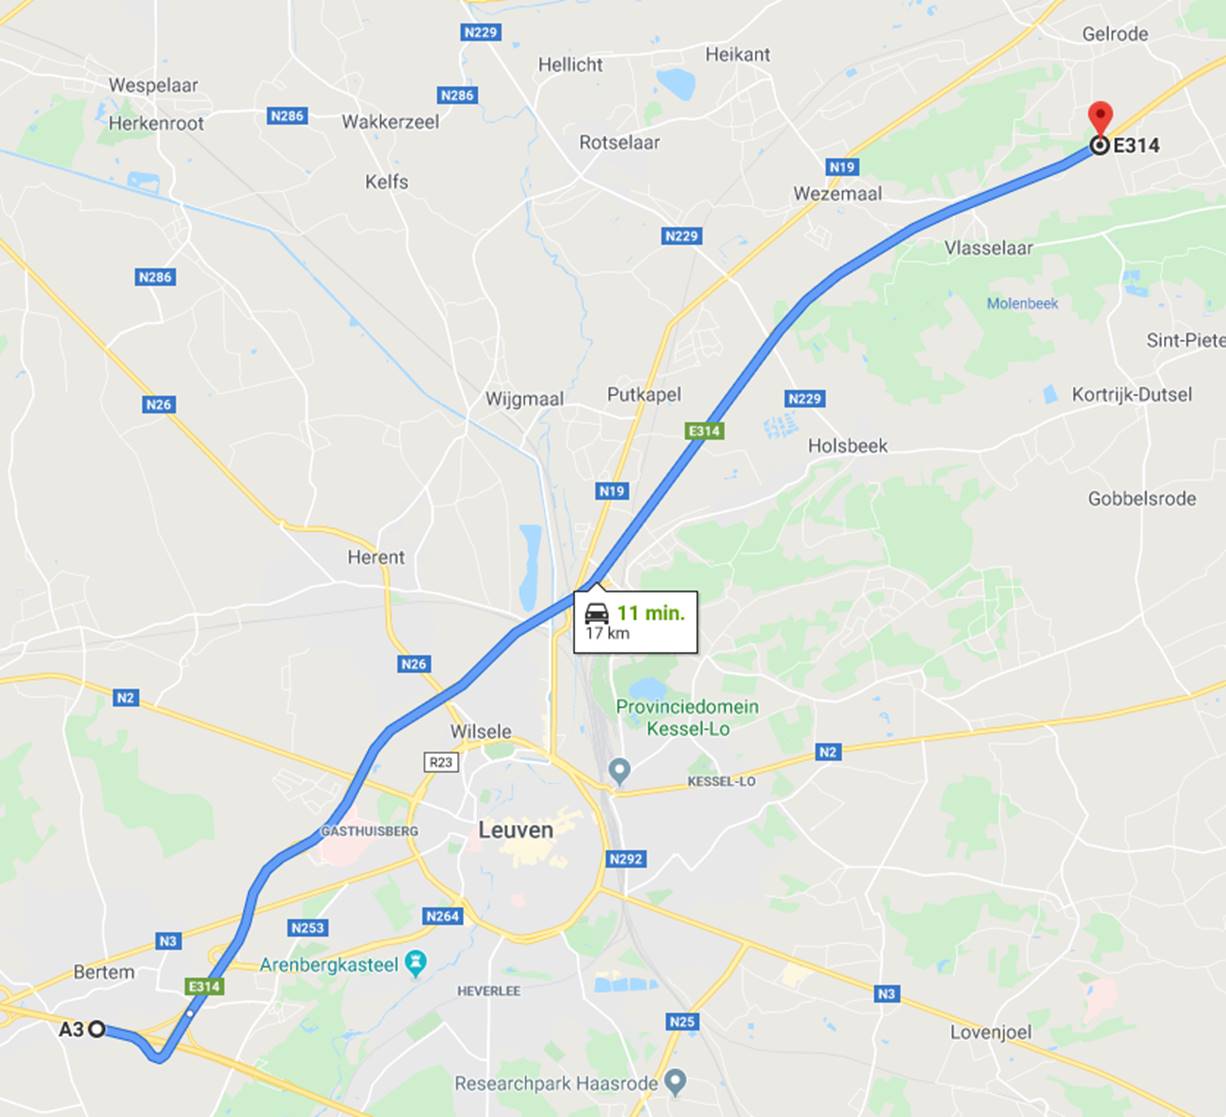 N229
Gelrode
Heikant
Hellicht
Wespelaar
N286
N286
Herkenroot
Wakkerzeel
Rotselaar
E314
N19
Kelfs
Wezemaal
N229
Vlasselaar
N286
Molenbeek
Sint-Piete
N26
Wijgmaal
Putkapel
N229
Kortrijk-Dutsel
E314
Holsbeek
N19
Gobbelsrode
Herent
11 min.
17 km
N26
N2
Provinciedomein
Kessel-Lo
Wilsele
N2
R23
KESSEL-LO
GASTHUISBERG
Leuven
N292
N264
N253
N3
Arenbergkasteel
Bertem
E314
HEVERLEE
N3
A3
N25
Lovenjoel
Researchpark Haasrode